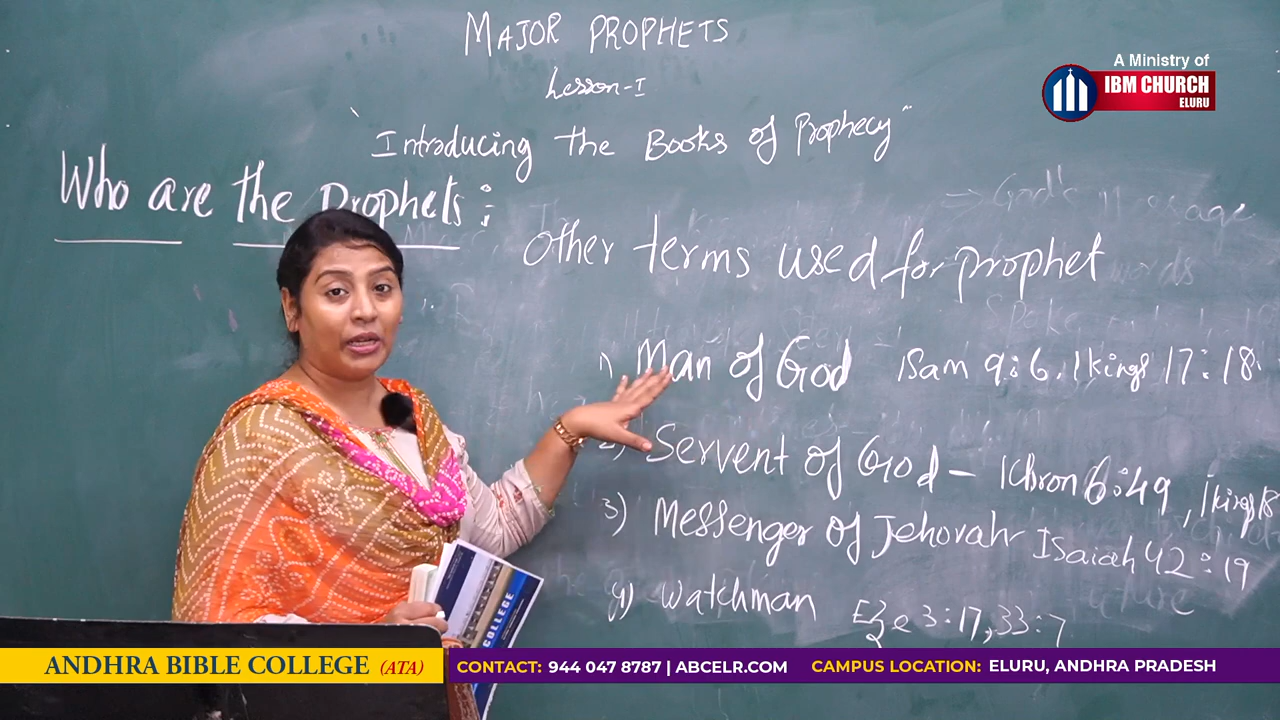 MAJOR PROPHETS
Lesson-I
"Introducing the Books of Prophecy"
Who are the Prophets :
Other terms used for prophet
1) Man of God 1Sam 9:6, 1kings 17:18
2) Servent of God - 1Chron 6:49, 1kings 18
3) Messenger of Jehovah Isaiah 42:19
4) watchman Eze 3:17, 33:7
→ God's Message
A Ministry of
IBM CHURCH
ELURU
COLLEGE
ANDHRA BIBLE COLLEGE (ATA)
CONTACT: 944 047 8787 | ABCELR.COM CAMPUS LOCATION: ELURU, ANDHRA PRADESH